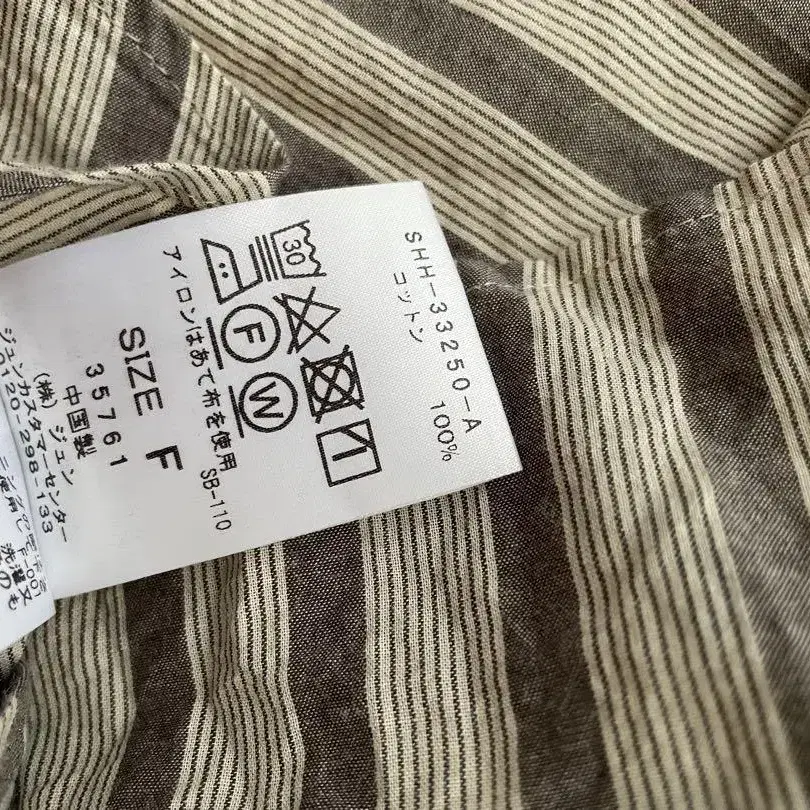 SHH-33250-A
コットン 100%
30
F
W
アイロンはあて布を使用 SB-110
SIZE F
35761
中国製
(株) ジュン
ジュンカスタマーセンター
0120-298-133